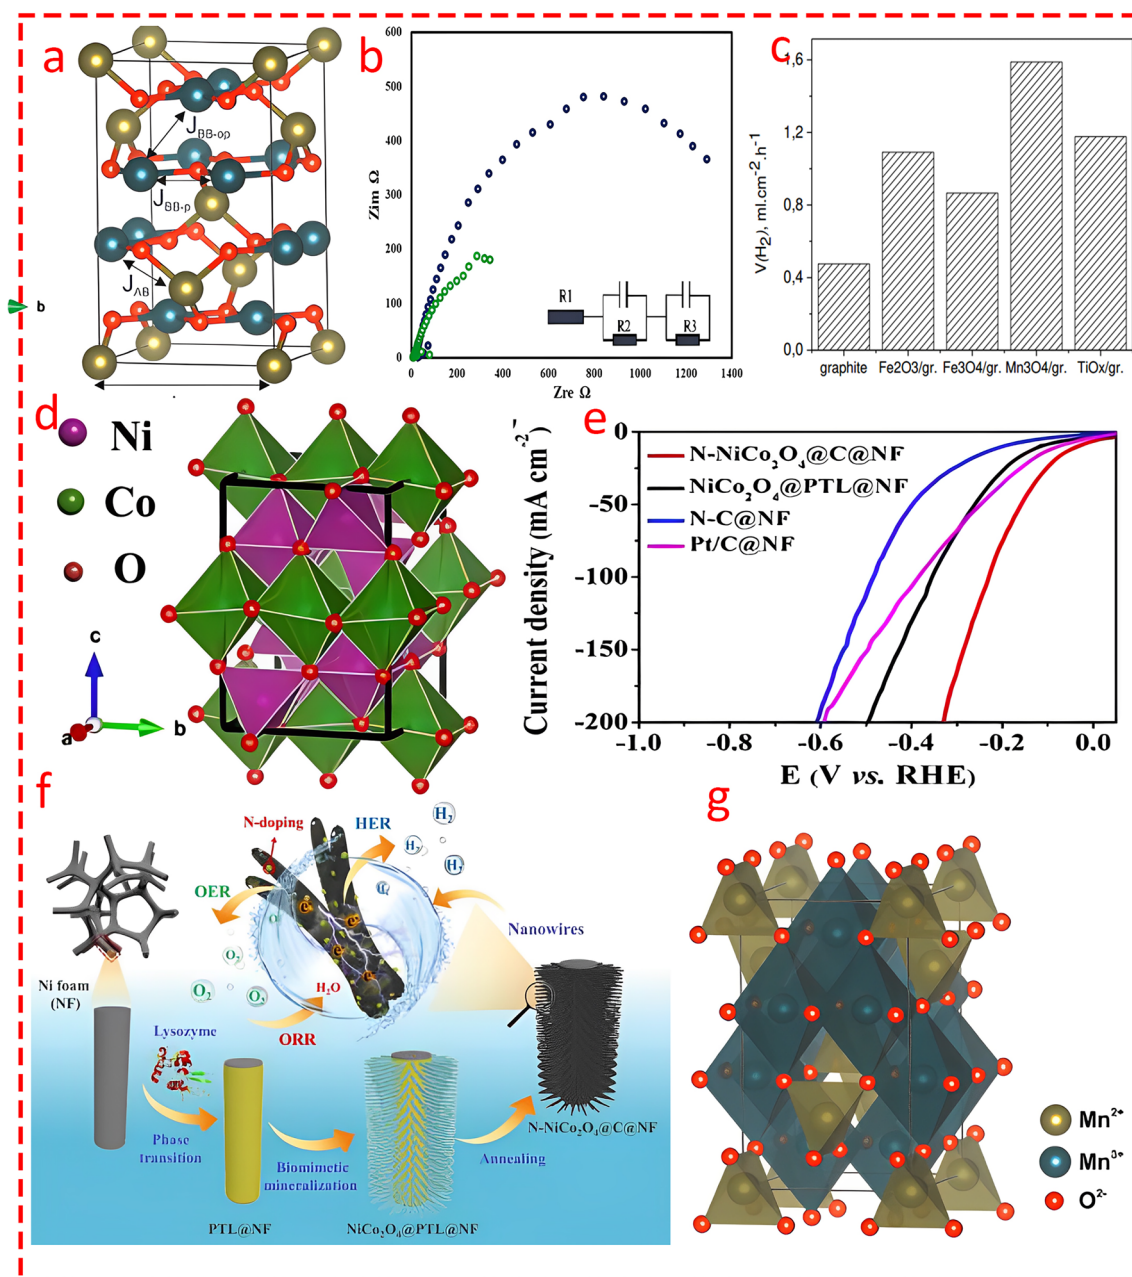 a
J BB-op
J BB-p
J AB
b
b
600
500
400
300
200
100
0
Zim Ω
0
200
400
600
800
1000
1200
1400
Zre Ω
R1
R2
R3
c
1,6
1,2
0,8
0,4
0,0
V(H₂), ml.cm⁻².h⁻¹
graphite
Fe2O3/gr.
Fe3O4/gr.
Mn3O4/gr.
TiOx/gr.
d
Ni
Co
O
c
a
b
e
0
-50
-100
-150
-200
Current density (mA cm⁻²)
N-NiCo₂O₄@C@NF
NiCo₂O₄@PTL@NF
N-C@NF
Pt/C@NF
-1.0
-0.8
-0.6
-0.4
-0.2
0.0
E (V vs. RHE)
f
N-doping
HER
H₂
H₂
H₂
OER
O₂
O₂
O₂
H₂O
ORR
Nanowires
Ni foam
(NF)
Lysozyme
Phase
transition
PTL@NF
Biomimetic
mineralization
NiCo₂O₄@PTL@NF
Annealing
N-NiCo₂O₄@C@NF
g
Mn²⁺
Mn³⁺
O²⁻